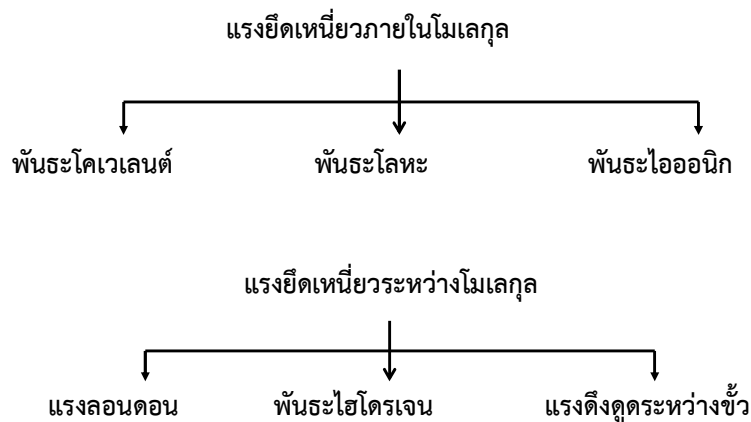 แรงยึดเหนี่ยวภายในโมเลกุล
พันธะโคเวเลนต์ พันธะโลหะ พันธะไอออนิก
แรงยึดเหนี่ยวระหว่างโมเลกุล
แรงลอนดอน พันธะไฮโดรเจน แรงดึงดูดระหว่างขั้ว